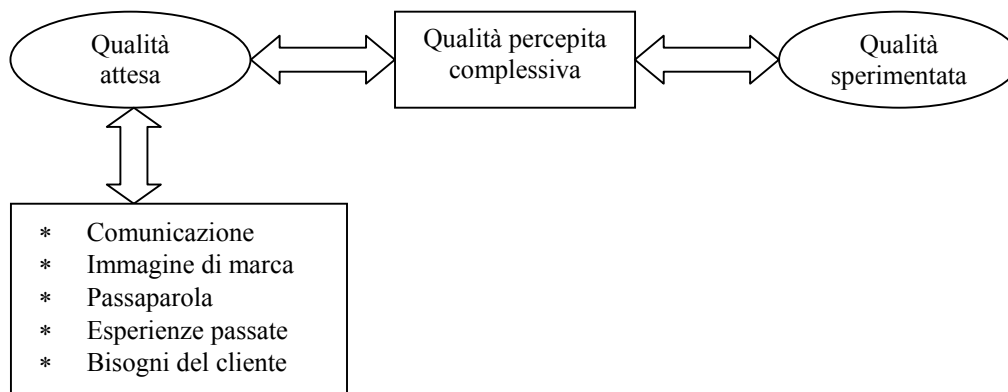 Qualità
attesa
Qualità percepita
complessiva
Qualità
sperimentata
* Comunicazione
* Immagine di marca
* Passaparola
* Esperienze passate
* Bisogni del cliente